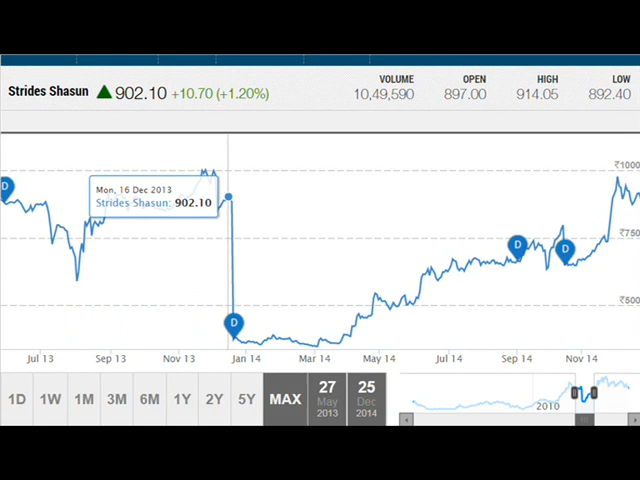 VOLUME OPEN HIGH LOW
Strides Shasun 902.10 +10.70 (+1.20%) 10,49,590 897.00 914.05 892.40
₹1000
D
Mon, 16 Dec 2013
Strides Shasun: 902.10
₹750
D D
₹500
D
Jul 13 Sep 13 Nov 13 Jan 14 Mar 14 May 14 Jul 14 Sep 14 Nov 14
1D 1W 1M 3M 6M 1Y 2Y 5Y MAX
27 May 2013
25 Dec 2014
2010